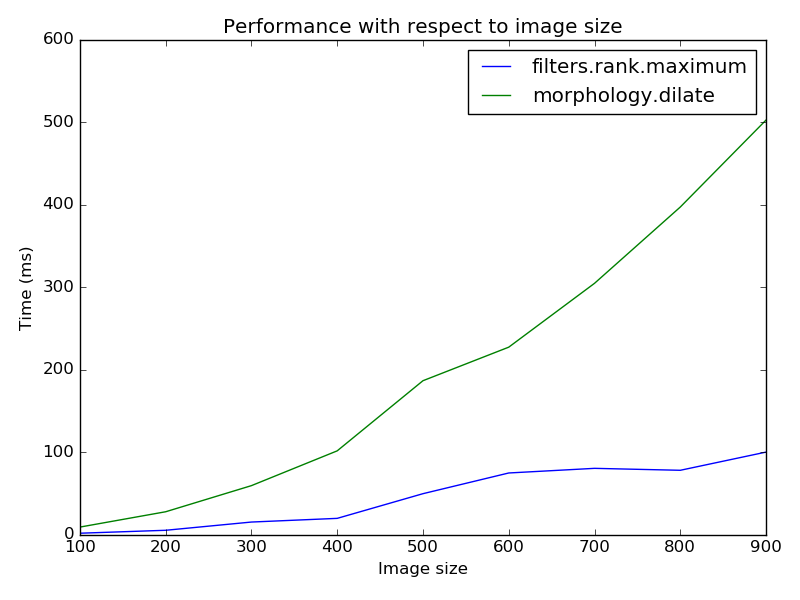 Performance with respect to image size
600
500
400
300
200
100
0
Time (ms)
filters.rank.maximum
morphology.dilate
100 200 300 400 500 600 700 800 900
Image size